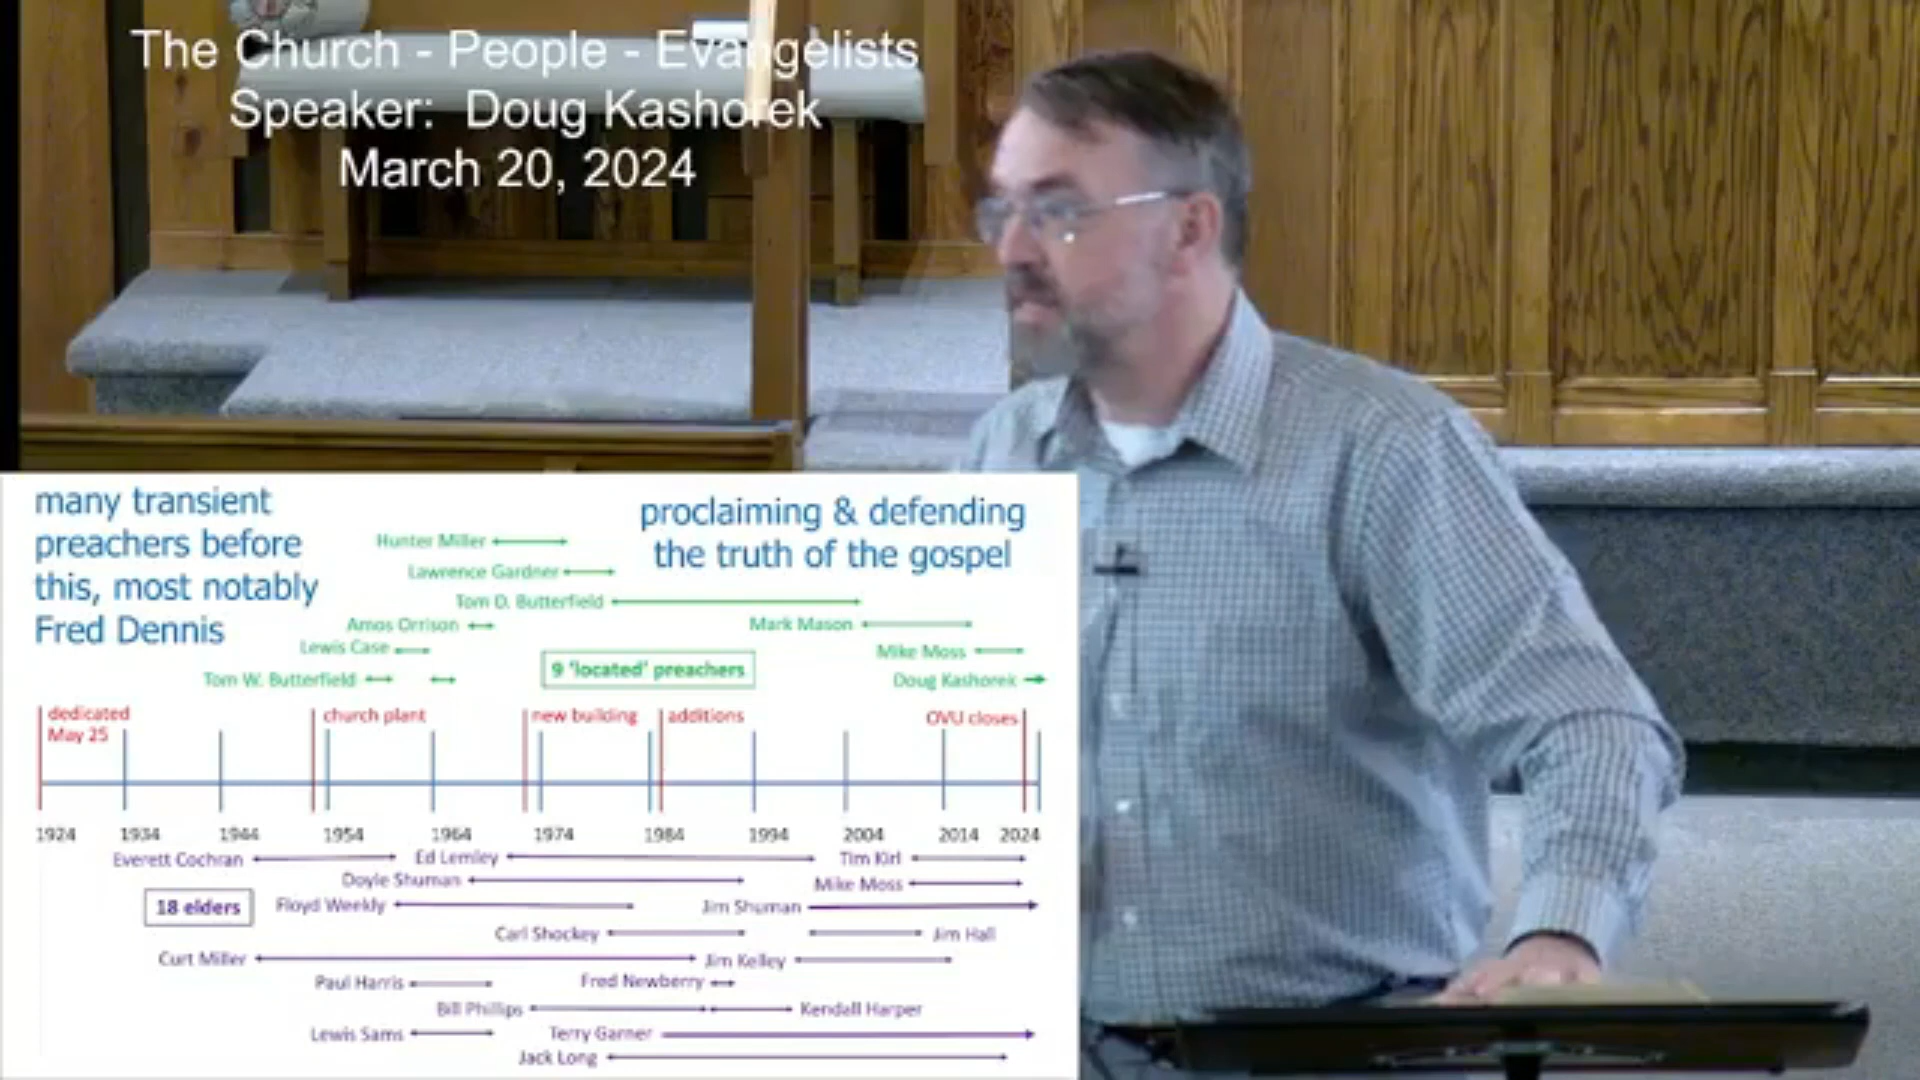 The Church - People - Evangelists
Speaker: Doug Kashorek
March 20, 2024
many transient
preachers before
this, most notably
Fred Dennis
proclaiming & defending
the truth of the gospel
Hunter Miller
Lawrence Gardner
Tom D. Butterfield
Amos Orrison
Mark Mason
Lewis Case
Mike Moss
9 'located' preachers
Tom W. Butterfield
Doug Kashorek
dedicated
May 25
church plant
new building
additions
OVU closes
1924 1934 1944 1954 1964 1974 1984 1994 2004 2014 2024
Everett Cochran
Ed Lemley
Tim Kirl
Doyle Shuman
Mike Moss
18 elders
Floyd Weekly
Jim Shuman
Carl Shockey
Jim Hall
Curt Miller
Jim Kelley
Paul Harris
Fred Newberry
Bill Phillips
Kendall Harper
Lewis Sams
Terry Garner
Jack Long